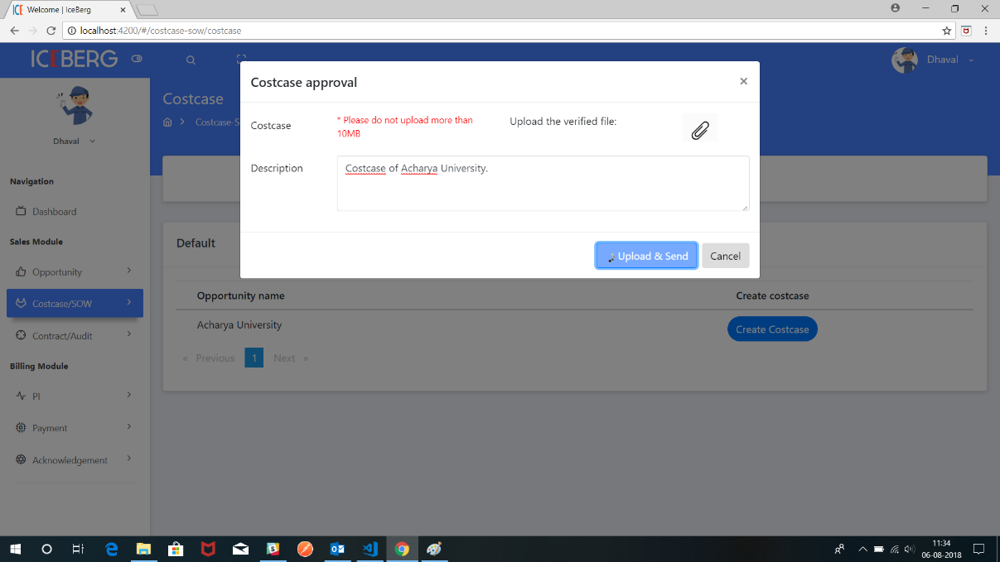 Welcome | IceBerg
localhost:4200/#/costcase-sow/costcase
ICEBERG
Dhaval
Dhaval
Navigation
Dashboard
Sales Module
Opportunity
Costcase/SOW
Contract/Audit
Billing Module
PI
Payment
Acknowledgement
Costcase
Costcase-S
Costcase approval
×
Costcase
* Please do not upload more than
10MB
Upload the verified file:
Description
Costcase of Acharya University.
Upload & Send
Cancel
Default
Opportunity name
Create costcase
Acharya University
Create Costcase
« Previous
1
Next »
11:34
06-08-2018